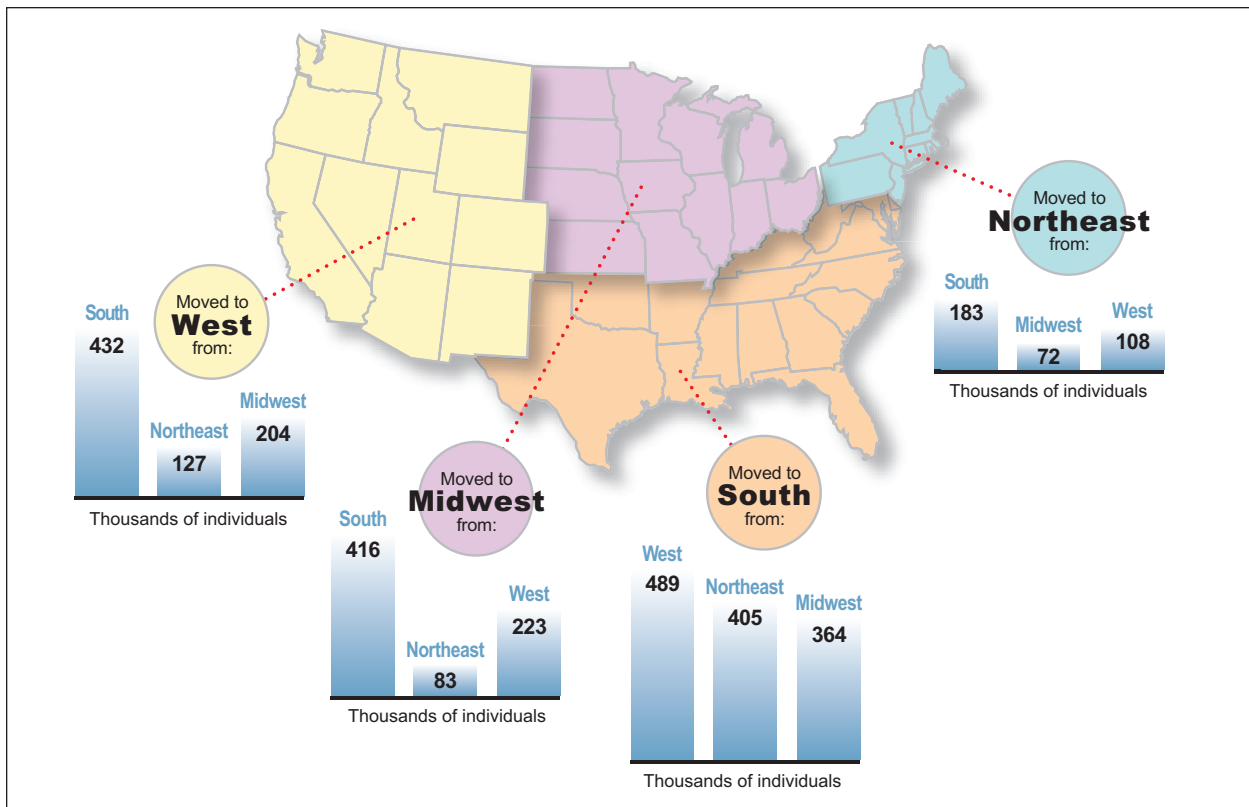 Moved to
Northeast
from:
South
183
Midwest
72
West
108
Thousands of individuals
Moved to
West
from:
South
432
Northeast
127
Midwest
204
Thousands of individuals
Moved to
Midwest
from:
South
416
Northeast
83
West
223
Thousands of individuals
Moved to
South
from:
West
489
Northeast
405
Midwest
364
Thousands of individuals